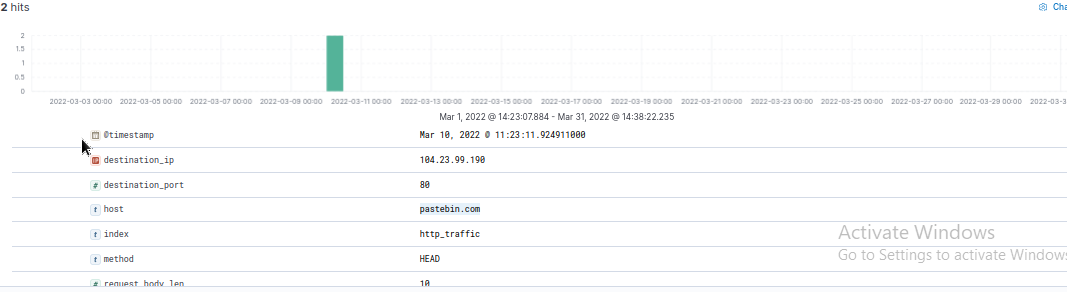 2 hits
Cha
2
1.5
1
0.5
0
2022-03-03 00:00 2022-03-05 00:00 2022-03-07 00:00 2022-03-09 00:00 2022-03-11 00:00 2022-03-13 00:00 2022-03-15 00:00 2022-03-17 00:00 2022-03-19 00:00 2022-03-21 00:00 2022-03-23 00:00 2022-03-25 00:00 2022-03-27 00:00 2022-03-29 00:00 2022-03-3
Mar 1, 2022 @ 14:23:07.884 - Mar 31, 2022 @ 14:38:22.235
@timestamp Mar 10, 2022 @ 11:23:11.924911000
IP destination_ip 104.23.99.190
# destination_port 80
t host pastebin.com
t index http_traffic
Activate Windows
Go to Settings to activate Windows
t method HEAD
# request_body_len 10